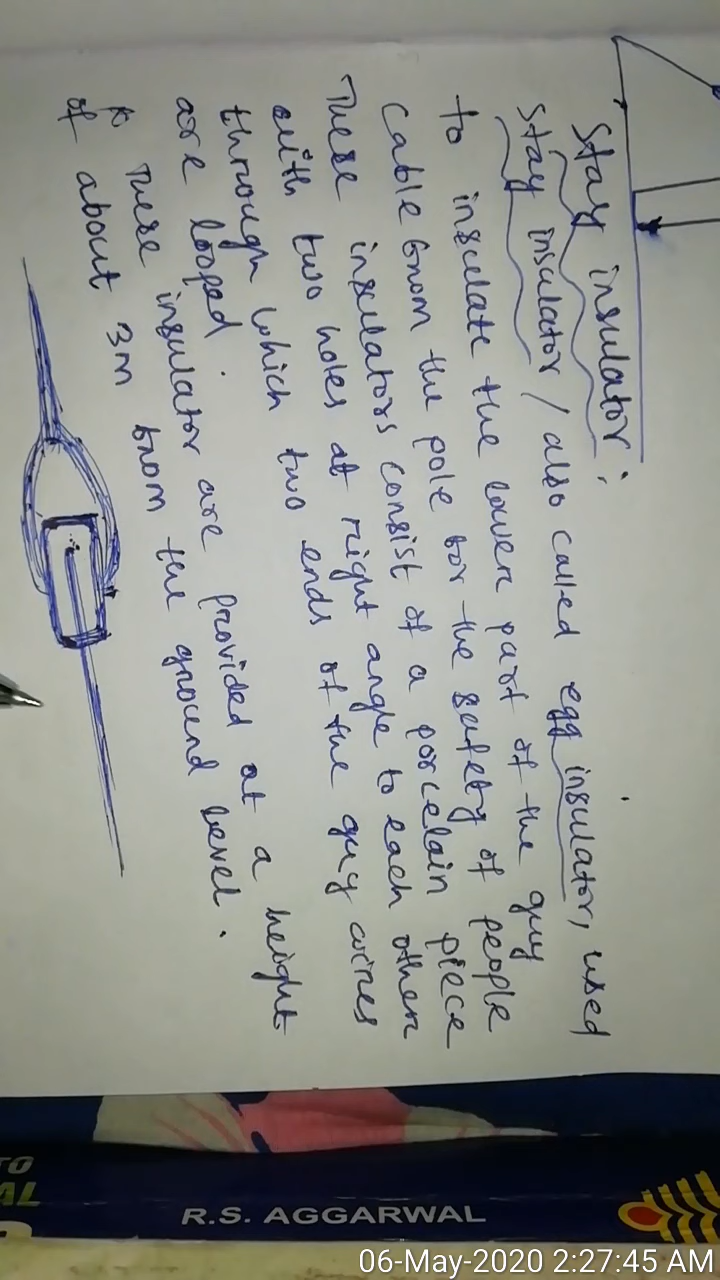 Stay insulator:
Stay insulator / also called egg insulator, used
to insulate the lower part of the guy
cable from the pole for the safety of people
These insulators consist of a porcelain piece
with two holes at right angle to each other
through which two ends of the guy wires
are looped.
* These insulator are provided at a height
of about 3m from the ground level.
TO
AL
R.S. AGGARWAL
06-May-2020 2:27:45 AM